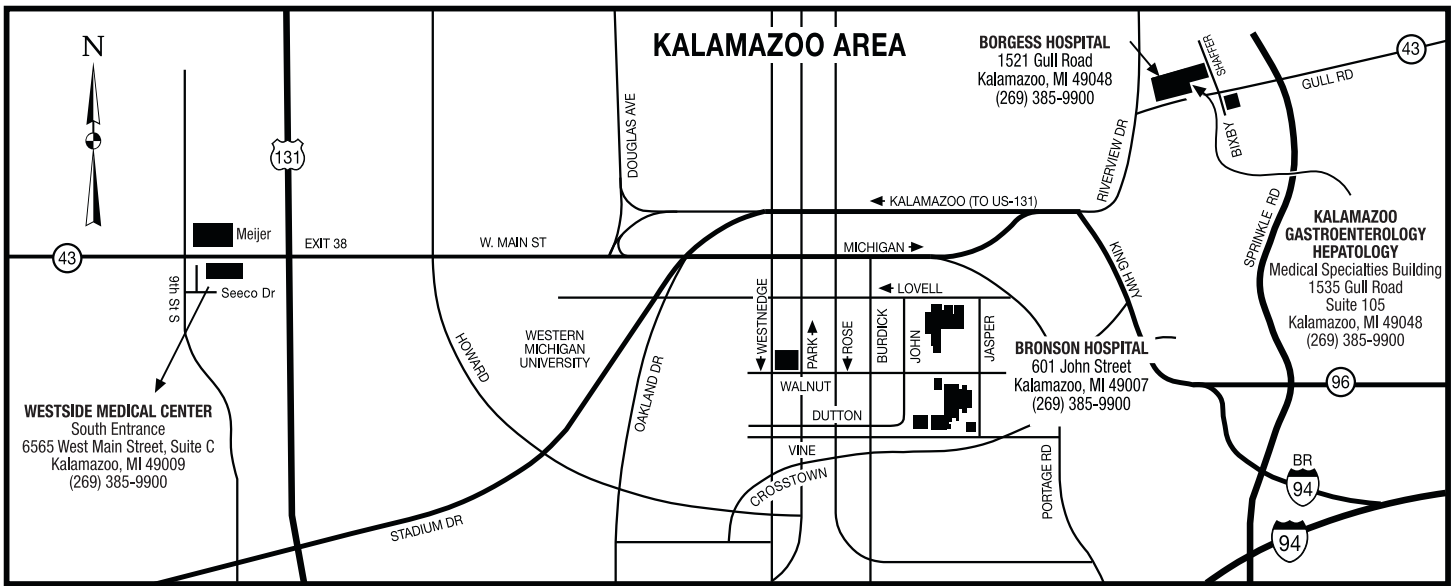 KALAMAZOO AREA
N
BORGESS HOSPITAL
1521 Gull Road
Kalamazoo, MI 49048
(269) 385-9900
SHAFFER
43
GULL RD
BIXBY
RIVERVIEW DR
DOUGLAS AVE
131
KALAMAZOO (TO US-131)
KALAMAZOO
GASTROENTEROLOGY
HEPATOLOGY
Medical Specialties Building
1535 Gull Road
Suite 105
Kalamazoo, MI 49048
(269) 385-9900
SPRINKLE RD
KING HWY
Meijer
43
EXIT 38
W. MAIN ST
MICHIGAN
9th St S
Seeco Dr
LOVELL
WESTNEDGE
PARK
ROSE
BURDICK
JOHN
JASPER
WESTERN
MICHIGAN
UNIVERSITY
HOWARD
OAKLAND DR
BRONSON HOSPITAL
601 John Street
Kalamazoo, MI 49007
(269) 385-9900
WALNUT
96
DUTTON
WESTSIDE MEDICAL CENTER
South Entrance
6565 West Main Street, Suite C
Kalamazoo, MI 49009
(269) 385-9900
VINE
CROSSTOWN
PORTAGE RD
BR
94
STADIUM DR
94